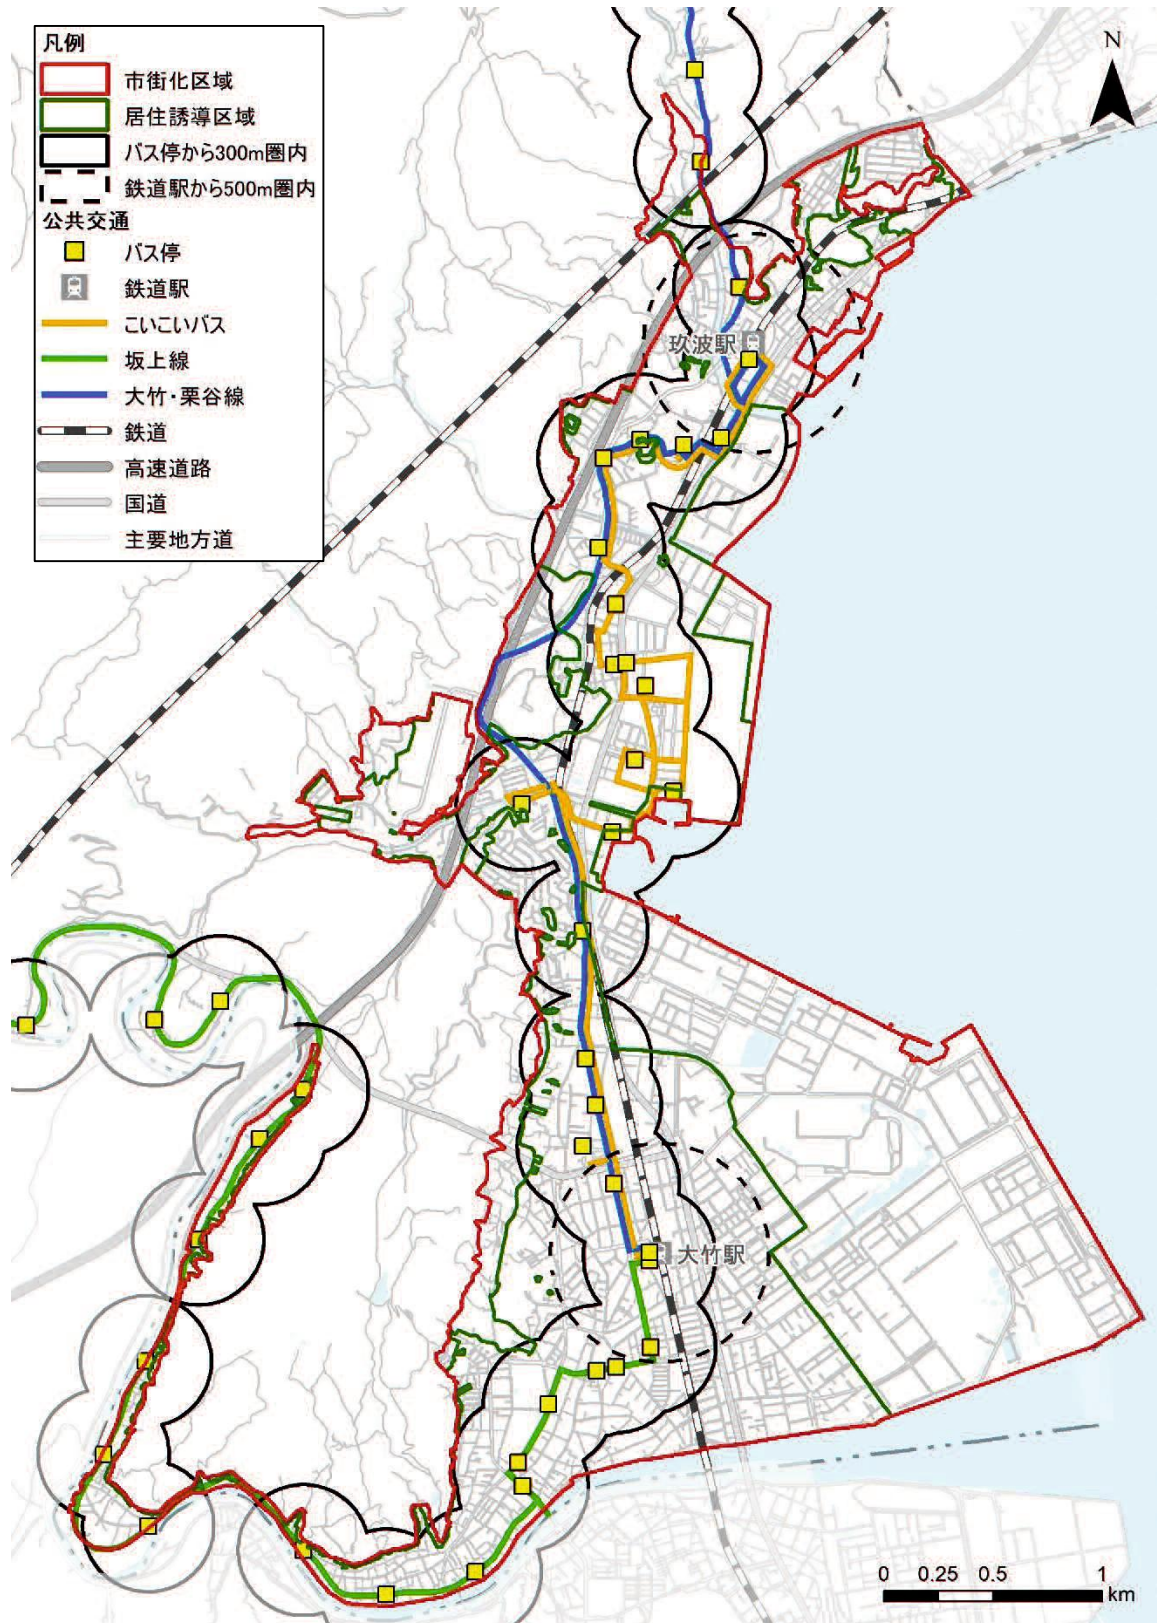 凡例
市街化区域
居住誘導区域
バス停から300m圏内
鉄道駅から500m圏内
公共交通
バス停
鉄道駅
こいこいバス
坂上線
大竹・栗谷線
鉄道
高速道路
国道
主要地方道
N
玖波駅
大竹駅
0 0.25 0.5 1
km